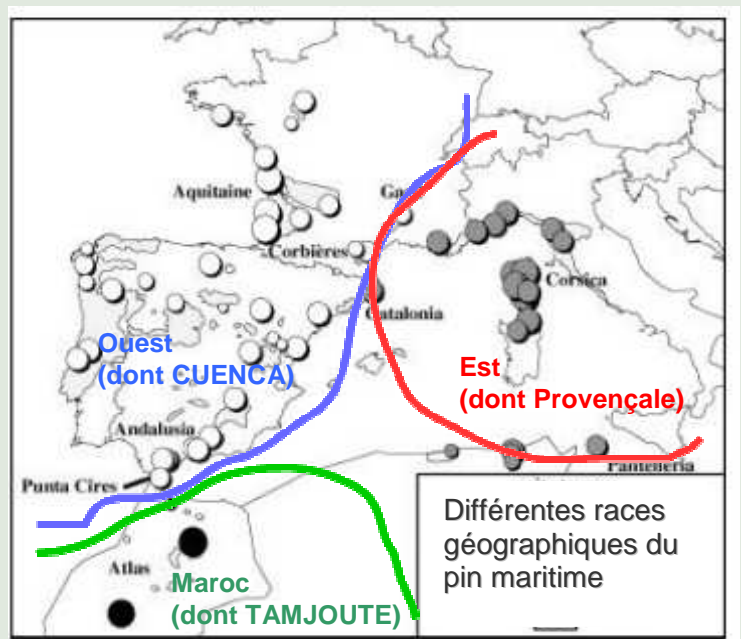 Aquitaine
Corbières
Catalonia
Corsica
Ouest
(dont CUENCA)
Est
(dont Provençale)
Andalusia
Punta Cires
Pantelleria
Atlas
Maroc
(dont TAMJOUTE)
Différentes races
géographiques du
pin maritime